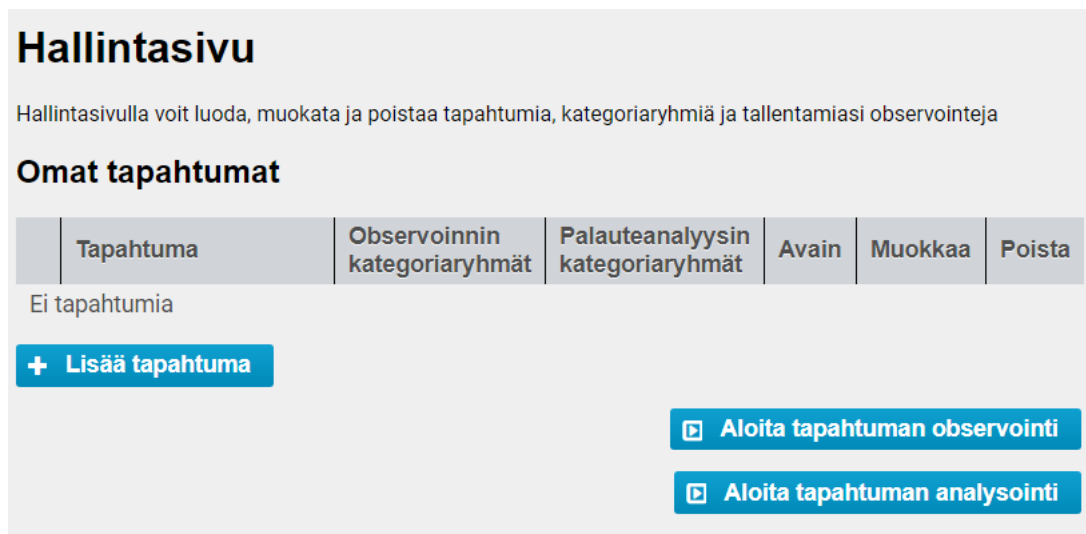 Hallintasivu
Hallintasivulla voit luoda, muokata ja poistaa tapahtumia, kategoriaryhmiä ja tallentamiasi observointeja
Omat tapahtumat
Tapahtuma
Observoinnin
kategoriaryhmät
Palauteanalyysin
kategoriaryhmät
Avain
Muokkaa
Poista
Ei tapahtumia
Lisää tapahtuma
Aloita tapahtuman observointi
Aloita tapahtuman analysointi